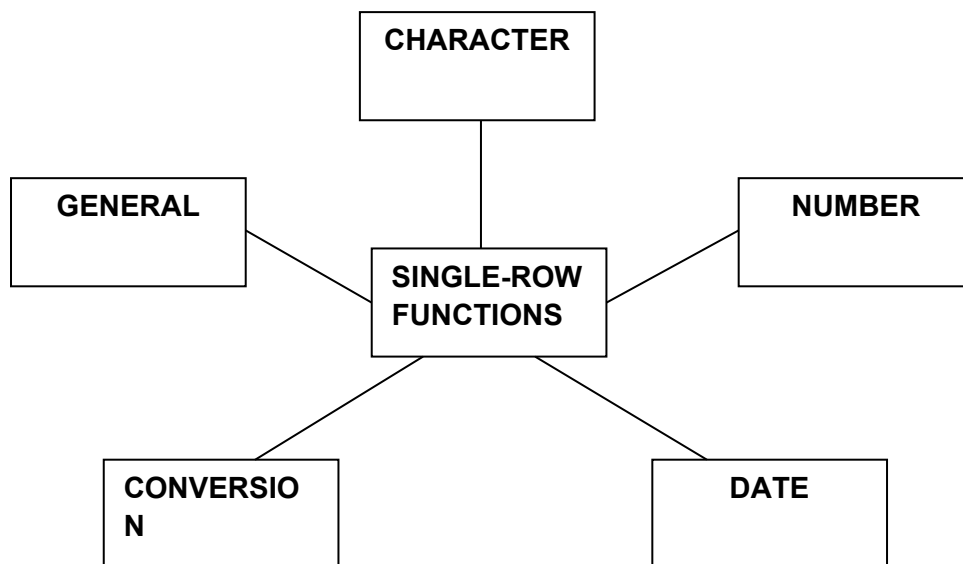 CHARACTER
GENERAL
NUMBER
SINGLE-ROW
FUNCTIONS
CONVERSIO
N
DATE